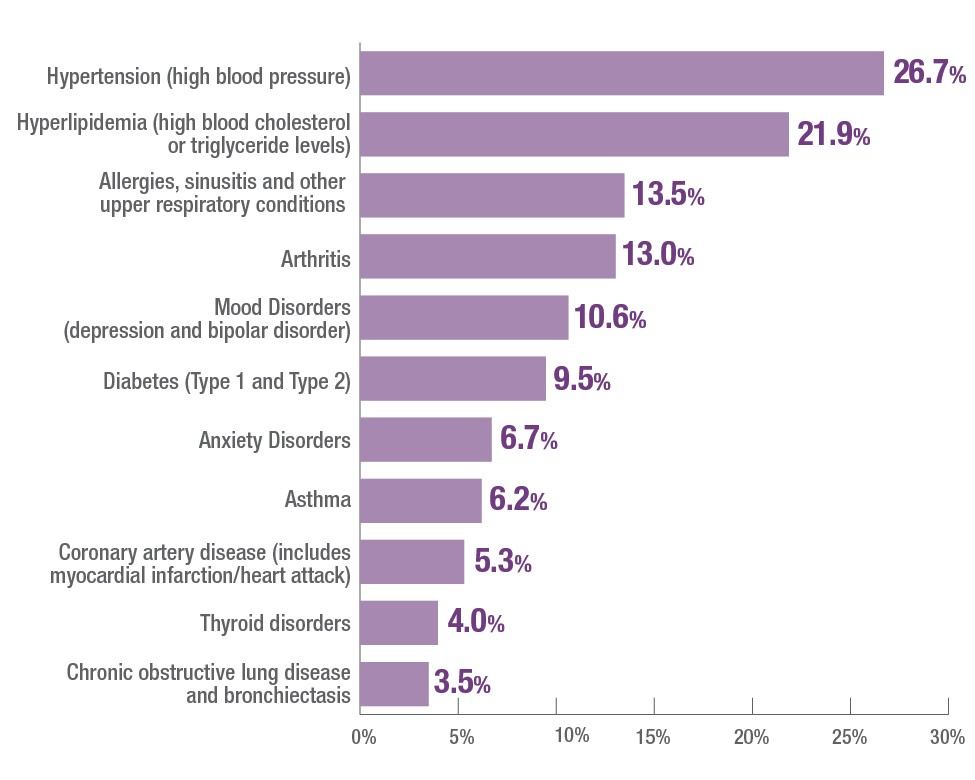 Hypertension (high blood pressure)
26.7%
Hyperlipidemia (high blood cholesterol
or triglyceride levels)
21.9%
Allergies, sinusitis and other
upper respiratory conditions
13.5%
Arthritis
13.0%
Mood Disorders
(depression and bipolar disorder)
10.6%
Diabetes (Type 1 and Type 2)
9.5%
Anxiety Disorders
6.7%
Asthma
6.2%
Coronary artery disease (includes
myocardial infarction/heart attack)
5.3%
Thyroid disorders
4.0%
Chronic obstructive lung disease
and bronchiectasis
3.5%
0% 5% 10% 15% 20% 25% 30%